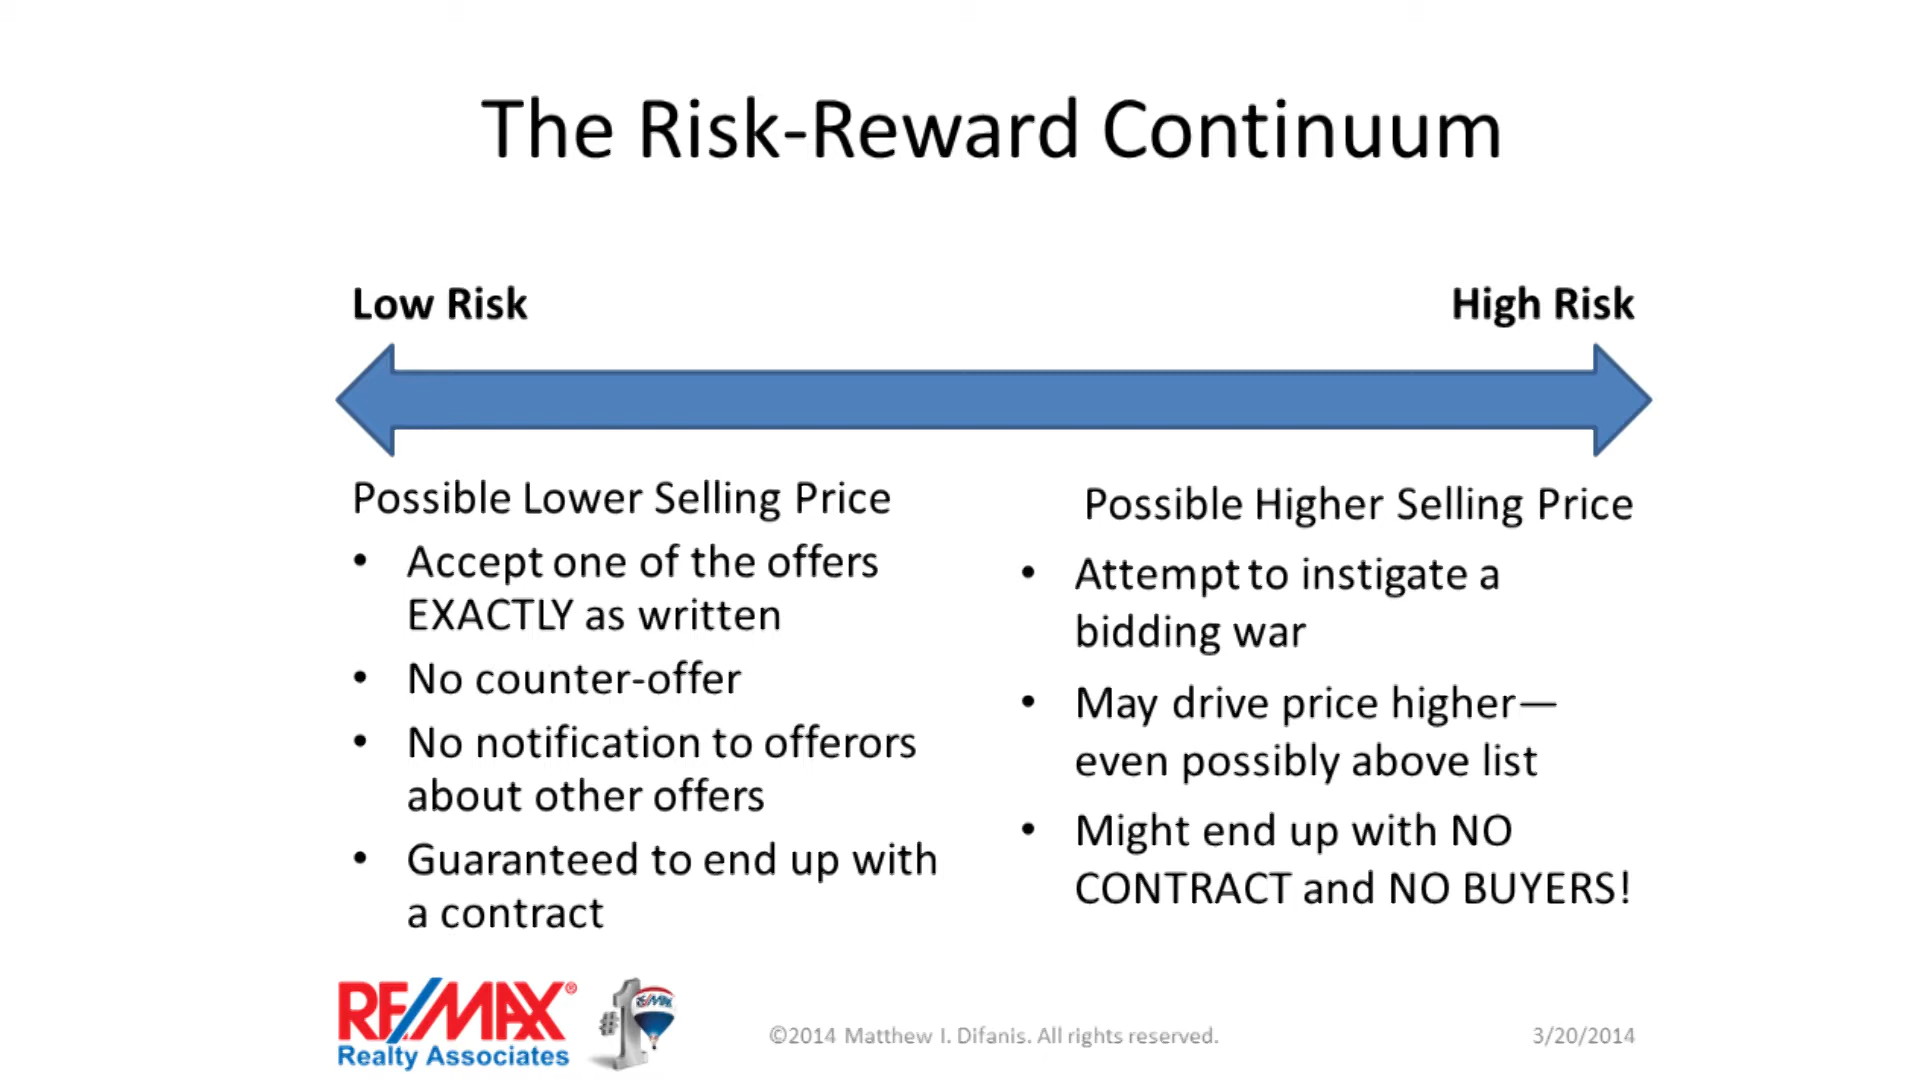 The Risk-Reward Continuum
Low Risk
High Risk
Possible Lower Selling Price
• Accept one of the offers
EXACTLY as written
• No counter-offer
• No notification to offerors
about other offers
• Guaranteed to end up with
a contract
Possible Higher Selling Price
• Attempt to instigate a
bidding war
• May drive price higher—
even possibly above list
• Might end up with NO
CONTRACT and NO BUYERS!
RE/MAX®
Realty Associates
#1
RE/MAX
©2014 Matthew I. Difanis. All rights reserved.
3/20/2014